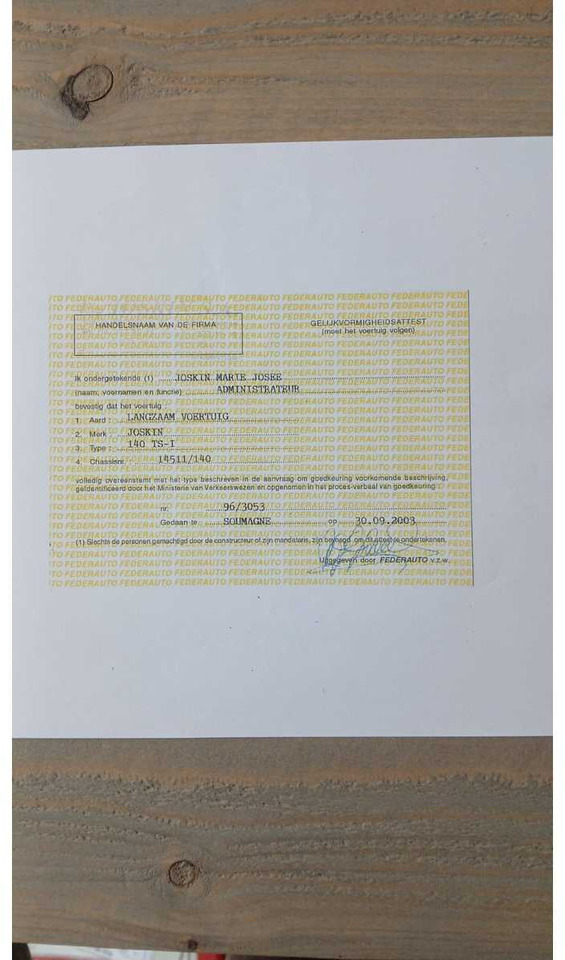 HANDELSNAAM VAN DE FIRMA
GELIJKVORMIGHEIDSATTEST
(moet het voertuig volgen)
Ik ondergetekende (1) JOSKIN MARIE JOSEE
(naam, voornamen en functie) ADMINISTRATEUR
bevestig dat het voertuig :
1. Aard : LANGZAAM VOERTUIG
2. Merk : JOSKIN
3. Type : 140 TS-I
4. Chassisnr. 14511/140
volledig overeenstemt met het type beschreven in de aanvraag om goedkeuring voorkomende beschrijving,
geïdentificeerd door het Ministerie van Verkeerswezen en opgenomen in het proces-verbaal van goedkeuring :
nr. 96/3053
Gedaan te SOUMAGNE op 30.09.2003
(1) Slechts de personen gemachtigd door de constructeur of zijn mandataris, zijn bevoegd om dit attest te ondertekenen.
Uitgegeven door FEDERAUTO v.z.w.